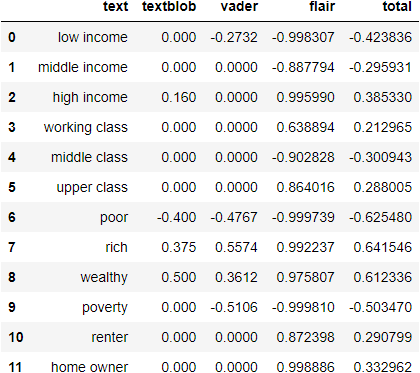 text textblob vader flair total
0 low income 0.000 -0.2732 -0.998307 -0.423836
1 middle income 0.000 0.0000 -0.887794 -0.295931
2 high income 0.160 0.0000 0.995990 0.385330
3 working class 0.000 0.0000 0.638894 0.212965
4 middle class 0.000 0.0000 -0.902828 -0.300943
5 upper class 0.000 0.0000 0.864016 0.288005
6 poor -0.400 -0.4767 -0.999739 -0.625480
7 rich 0.375 0.5574 0.992237 0.641546
8 wealthy 0.500 0.3612 0.975807 0.612336
9 poverty 0.000 -0.5106 -0.999810 -0.503470
10 renter 0.000 0.0000 0.872398 0.290799
11 home owner 0.000 0.0000 0.998886 0.332962